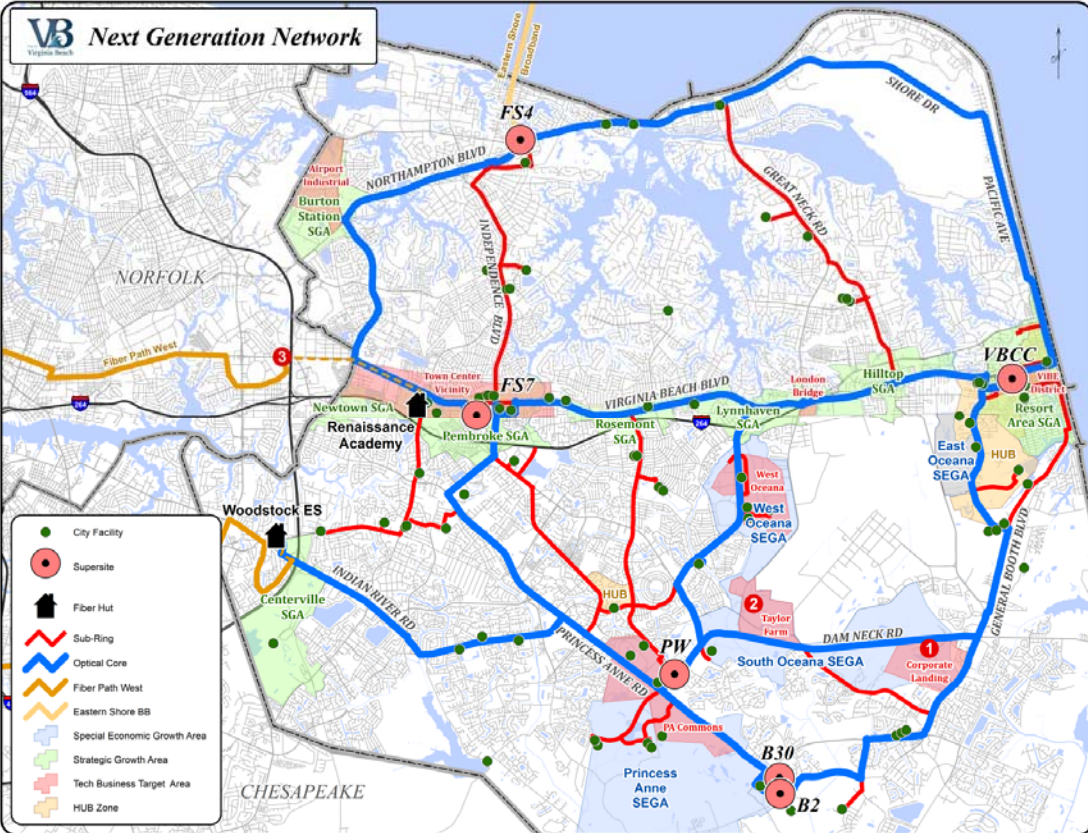 VB
Virginia Beach
Next Generation Network
Eastern Shore
Broadband
FS4
SHORE DR
564
Airport
Industrial
NORTHAMPTON BLVD
Burton
Station
SGA
GREAT NECK RD
PACIFIC AVE
INDEPENDENCE BLVD
NORFOLK
Fiber Path West
3
VBCC
Town Center
Vicinity
FS7
VIRGINIA BEACH BLVD
London
Bridge
Hilltop
SGA
ViBE
District
264
Newtown SGA
Renaissance
Academy
Pembroke SGA
Rosemont
SGA
264
Lynnhaven
SGA
Resort
Area SGA
East
Oceana
SEGA
HUB
West
Oceana
West
Oceana
SEGA
Woodstock ES
GENERAL BOOTH BLVD
INDIAN RIVER RD
Centerville
SGA
HUB
2
Taylor
Farm
PRINCESS ANNE RD
PW
DAM NECK RD
1
South Oceana SEGA
Corporate
Landing
PA Commons
B30
B2
Princess
Anne
SEGA
CHESAPEAKE
City Facility
Supersite
Fiber Hut
Sub-Ring
Optical Core
Fiber Path West
Eastern Shore BB
Special Economic Growth Area
Strategic Growth Area
Tech Business Target Area
HUB Zone